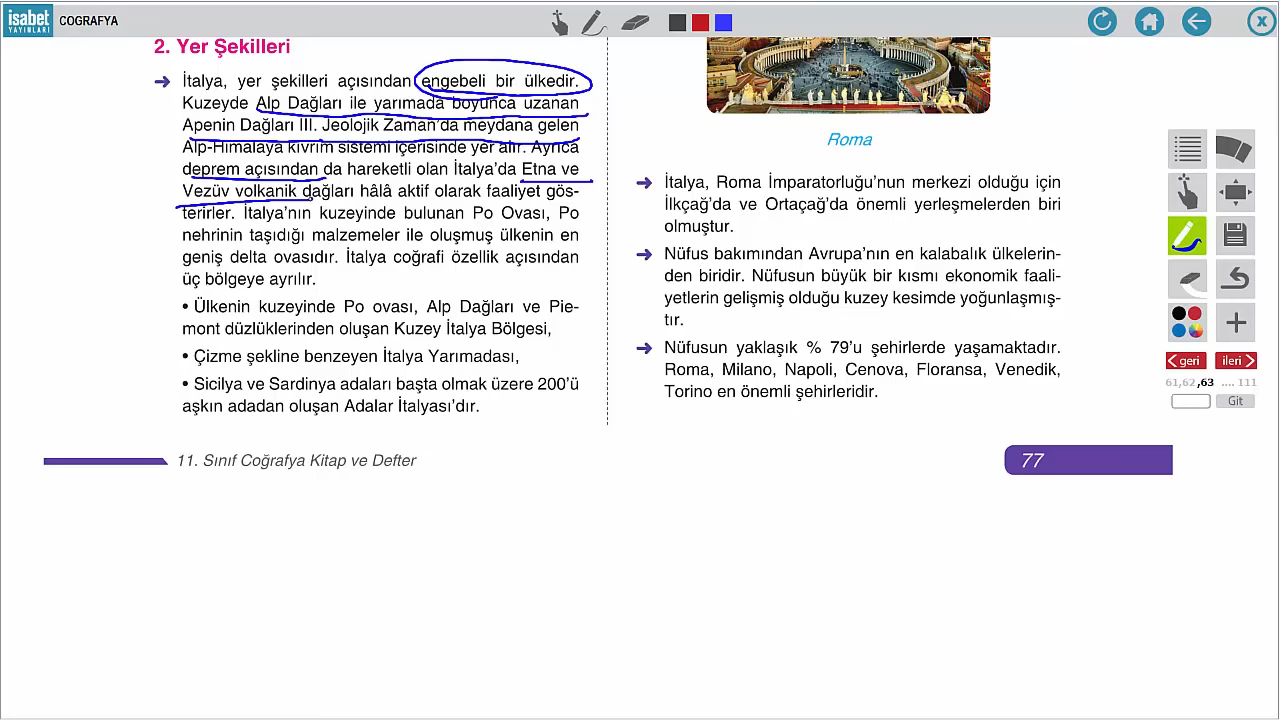 isabet
YAYINLARI
COĞRAFYA
2. Yer Şekilleri
İtalya, yer şekilleri açısından engebeli bir ülkedir.
Kuzeyde Alp Dağları ile yarımada boyunca uzanan
Apenin Dağları III. Jeolojik Zaman’da meydana gelen
Alp-Himalaya kıvrım sistemi içerisinde yer alır. Ayrıca
deprem açısından da hareketli olan İtalya’da Etna ve
Vezüv volkanik dağları hâlâ aktif olarak faaliyet gös-
terirler. İtalya’nın kuzeyinde bulunan Po Ovası, Po
nehrinin taşıdığı malzemeler ile oluşmuş ülkenin en
geniş delta ovasıdır. İtalya coğrafi özellik açısından
üç bölgeye ayrılır.
• Ülkenin kuzeyinde Po ovası, Alp Dağları ve Pie-
mont düzlüklerinden oluşan Kuzey İtalya Bölgesi,
• Çizme şekline benzeyen İtalya Yarımadası,
• Sicilya ve Sardinya adaları başta olmak üzere 200’ü
aşkın adadan oluşan Adalar İtalyası’dır.
Roma
İtalya, Roma İmparatorluğu’nun merkezi olduğu için
İlkçağ’da ve Ortaçağ’da önemli yerleşmelerden biri
olmuştur.
Nüfus bakımından Avrupa’nın en kalabalık ülkelerin-
den biridir. Nüfusun büyük bir kısmı ekonomik faali-
yetlerin gelişmiş olduğu kuzey kesimde yoğunlaşmış-
tır.
Nüfusun yaklaşık % 79’u şehirlerde yaşamaktadır.
Roma, Milano, Napoli, Cenova, Floransa, Venedik,
Torino en önemli şehirleridir.
geri
ileri
61,62,63 .... 111
Git
11. Sınıf Coğrafya Kitap ve Defter
77